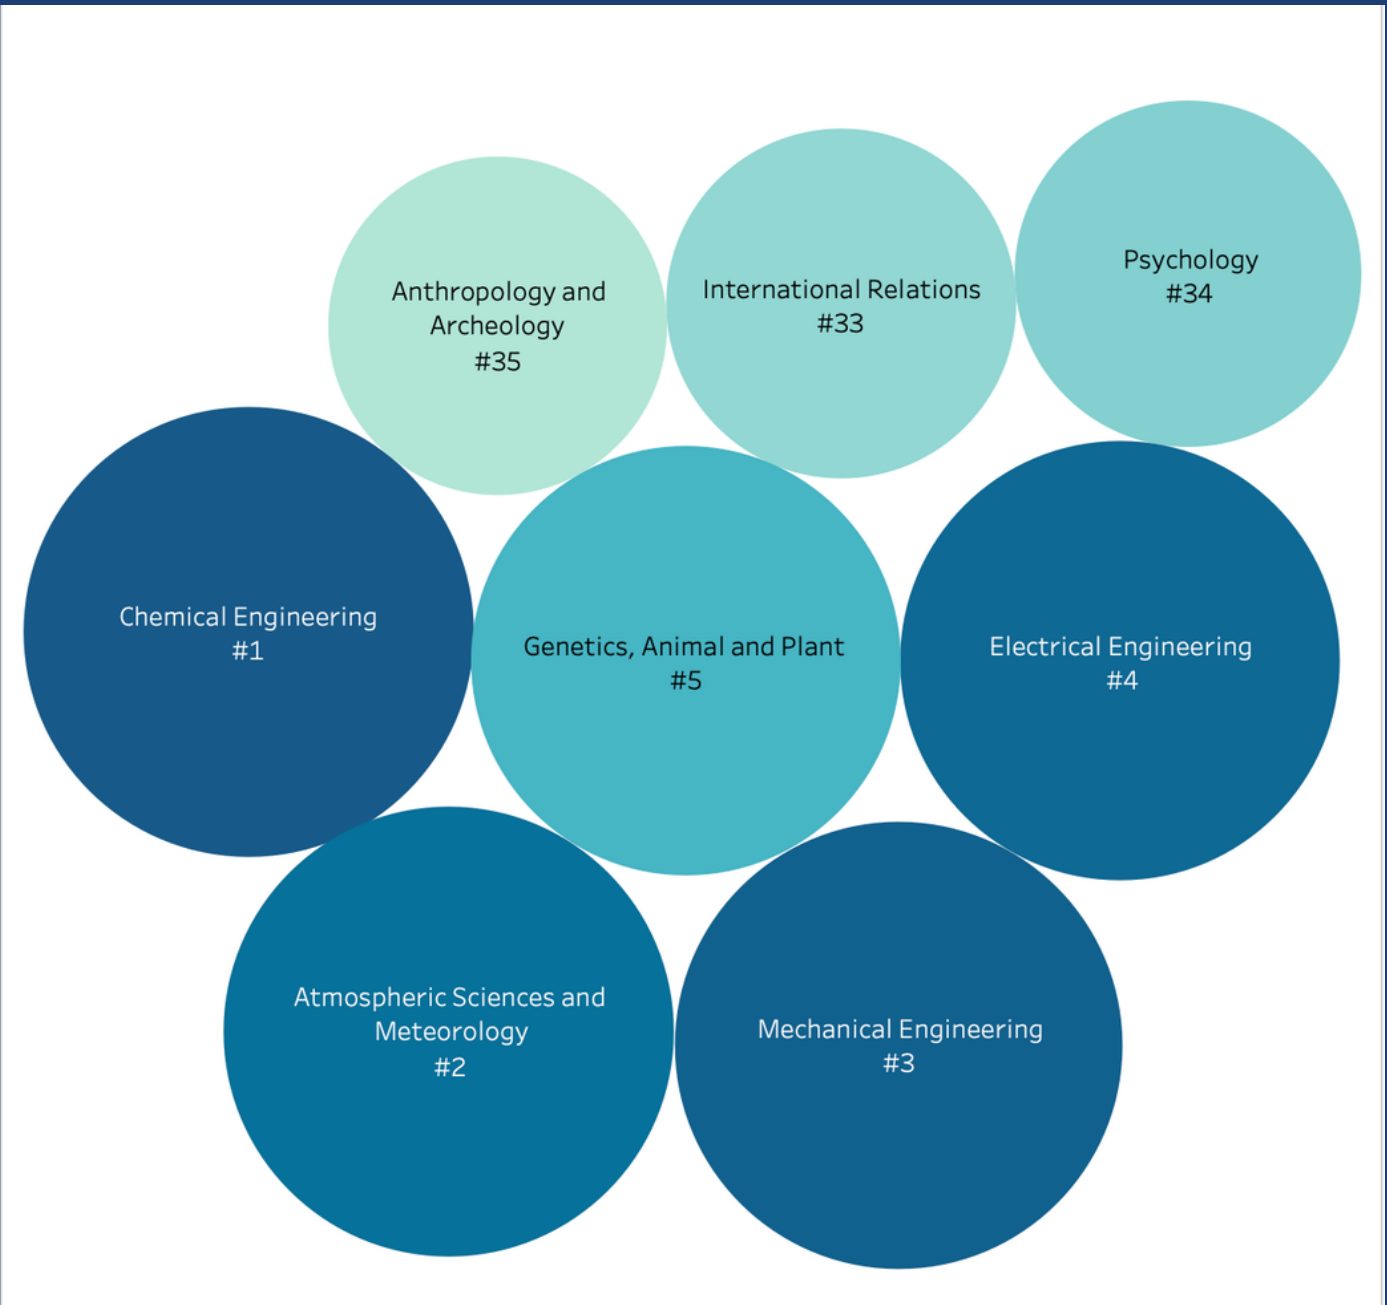 Psychology
#34
International Relations
#33
Anthropology and
Archeology
#35
Chemical Engineering
#1
Genetics, Animal and Plant
#5
Electrical Engineering
#4
Atmospheric Sciences and
Meteorology
#2
Mechanical Engineering
#3